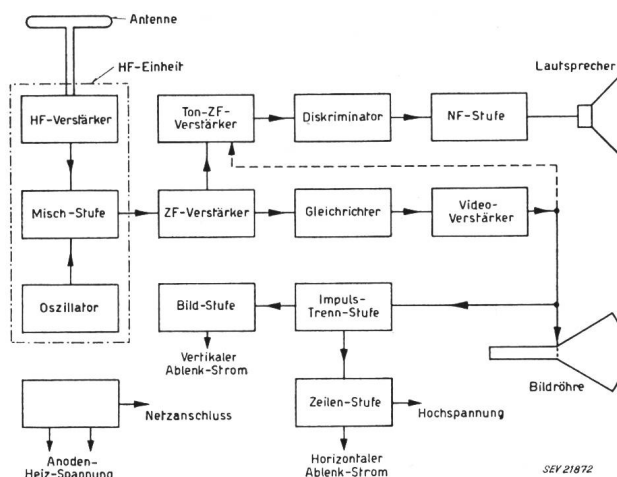 Antenne
HF-Einheit
Lautsprecher
HF-Verstärker
Ton-ZF-
Verstärker
Diskriminator
NF-Stufe
Misch-Stufe
ZF-Verstärker
Gleichrichter
Video-
Verstärker
Oszillator
Bild-Stufe
Impuls-
Trenn-Stufe
Vertikaler
Ablenk-Strom
Bildröhre
Netzanschluss
Zeilen-Stufe
Hochspannung
Anoden-
Heiz-Spannung
Horizontaler
Ablenk-Strom
SEV 21872